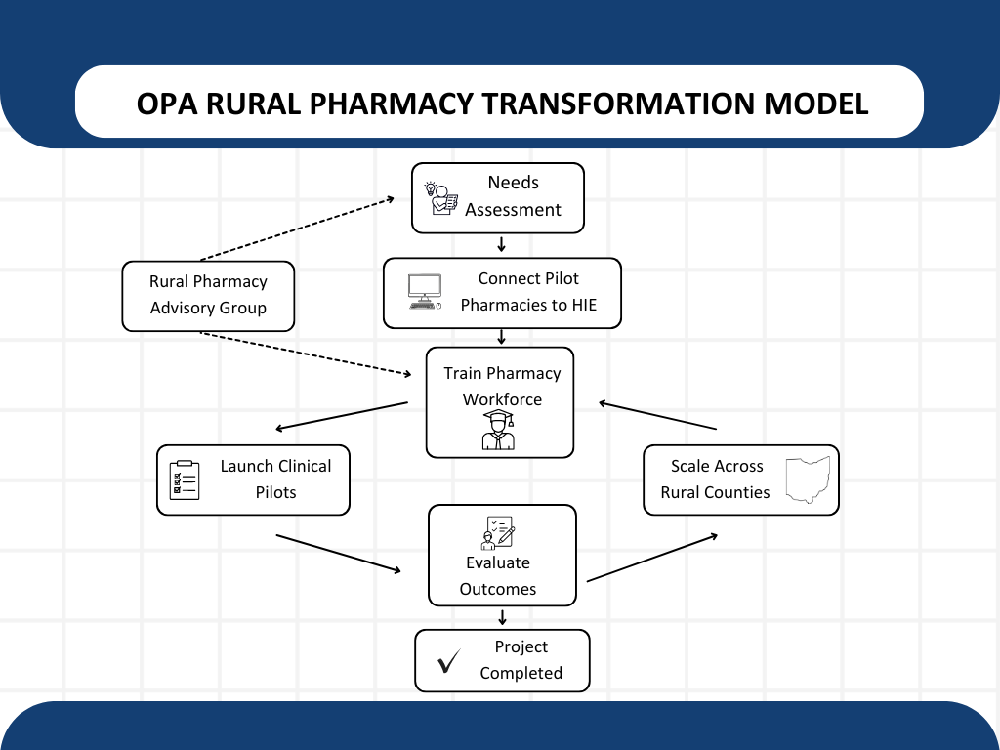 OPA RURAL PHARMACY TRANSFORMATION MODEL
Needs
Assessment
Rural Pharmacy
Advisory Group
Connect Pilot
Pharmacies to HIE
Train Pharmacy
Workforce
Launch Clinical
Pilots
Scale Across
Rural Counties
Evaluate
Outcomes
Project
Completed